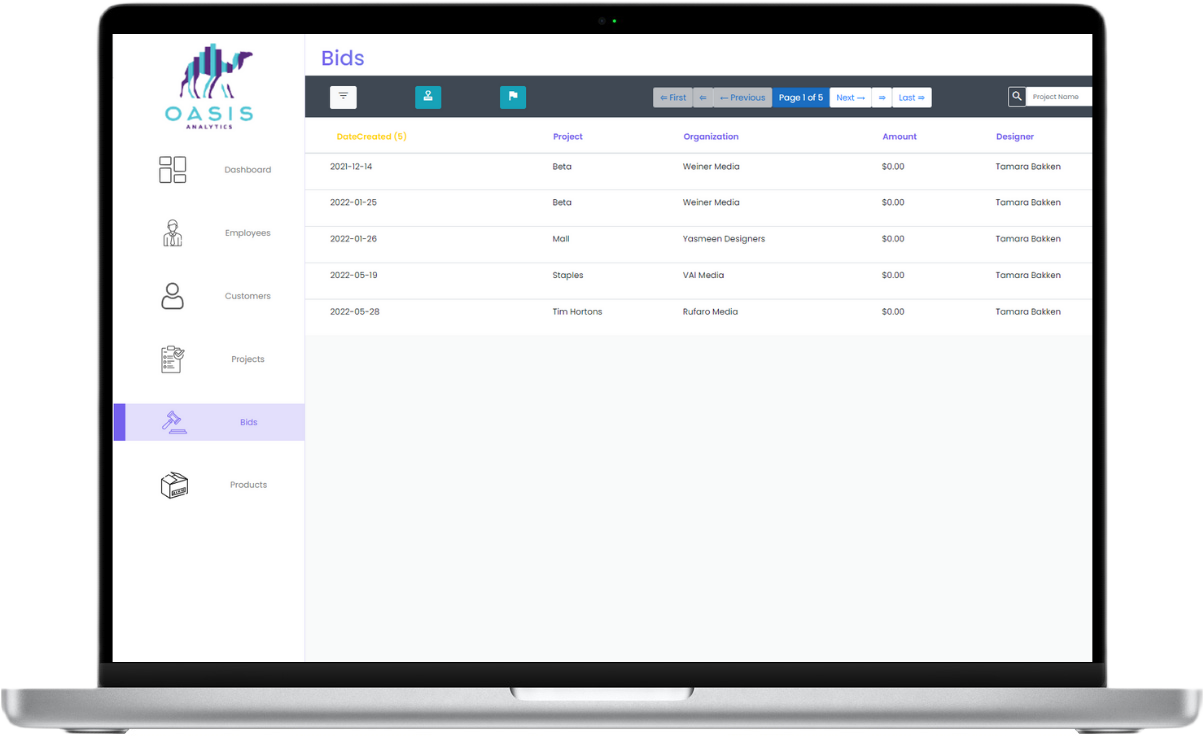 OASIS
ANALYTICS
Dashboard
Employees
Customers
Projects
Bids
Products
Bids
⇐ First ⇐ ← Previous Page 1 of 5 Next → ⇒ Last ⇒ Project Name
DateCreated (5) Project Organization Amount Designer
2021-12-14 Beta Weiner Media $0.00 Tamara Bakken
2022-01-25 Beta Weiner Media $0.00 Tamara Bakken
2022-01-26 Mall Yasmeen Designers $0.00 Tamara Bakken
2022-05-19 Staples VAI Media $0.00 Tamara Bakken
2022-05-28 Tim Hortons Rufaro Media $0.00 Tamara Bakken